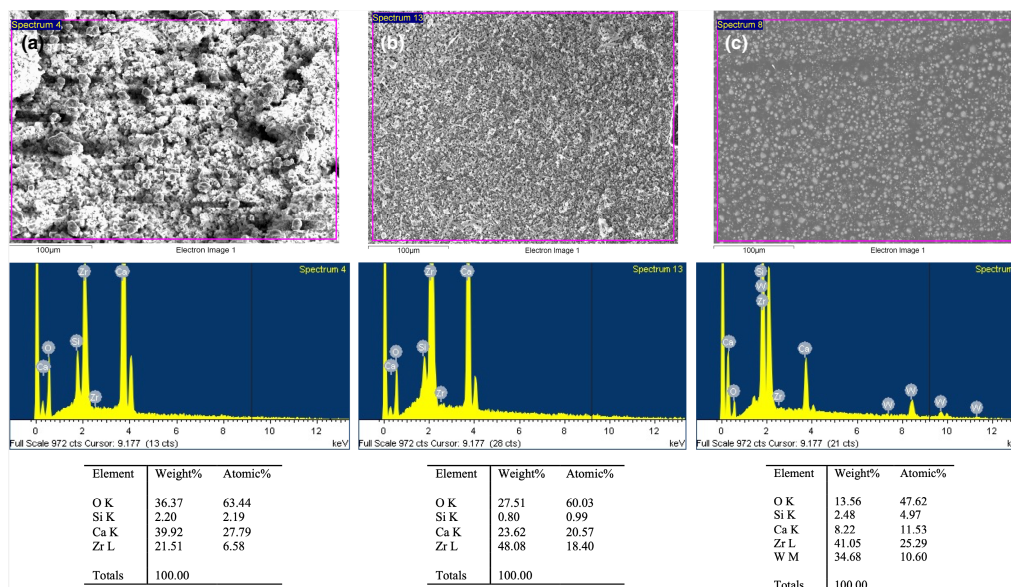 Spectrum 4
(a)
100µm Electron Image 1
Spectrum 13
(b)
100µm Electron Image 1
Spectrum 8
(c)
100µm Electron Image 1
Spectrum 4
Zr Ca
O Si
Ca Zr
0 2 4 6 8 10 12
keV
Full Scale 972 cts Cursor: 9.177 (13 cts)
Spectrum 13
Zr Ca
O Si
Ca Zr
0 2 4 6 8 10 12
keV
Full Scale 972 cts Cursor: 9.177 (28 cts)
Spectrum
Si
W
Zr
Ca Ca
O Zr W W W W
0 2 4 6 8 10 12
Full Scale 972 cts Cursor: 9.177 (21 cts)
Element Weight% Atomic%
O K 36.37 63.44
Si K 2.20 2.19
Ca K 39.92 27.79
Zr L 21.51 6.58
Totals 100.00
Element Weight% Atomic%
O K 27.51 60.03
Si K 0.80 0.99
Ca K 23.62 20.57
Zr L 48.08 18.40
Totals 100.00
Element Weight% Atomic%
O K 13.56 47.62
Si K 2.48 4.97
Ca K 8.22 11.53
Zr L 41.05 25.29
W M 34.68 10.60
Totals 100.00